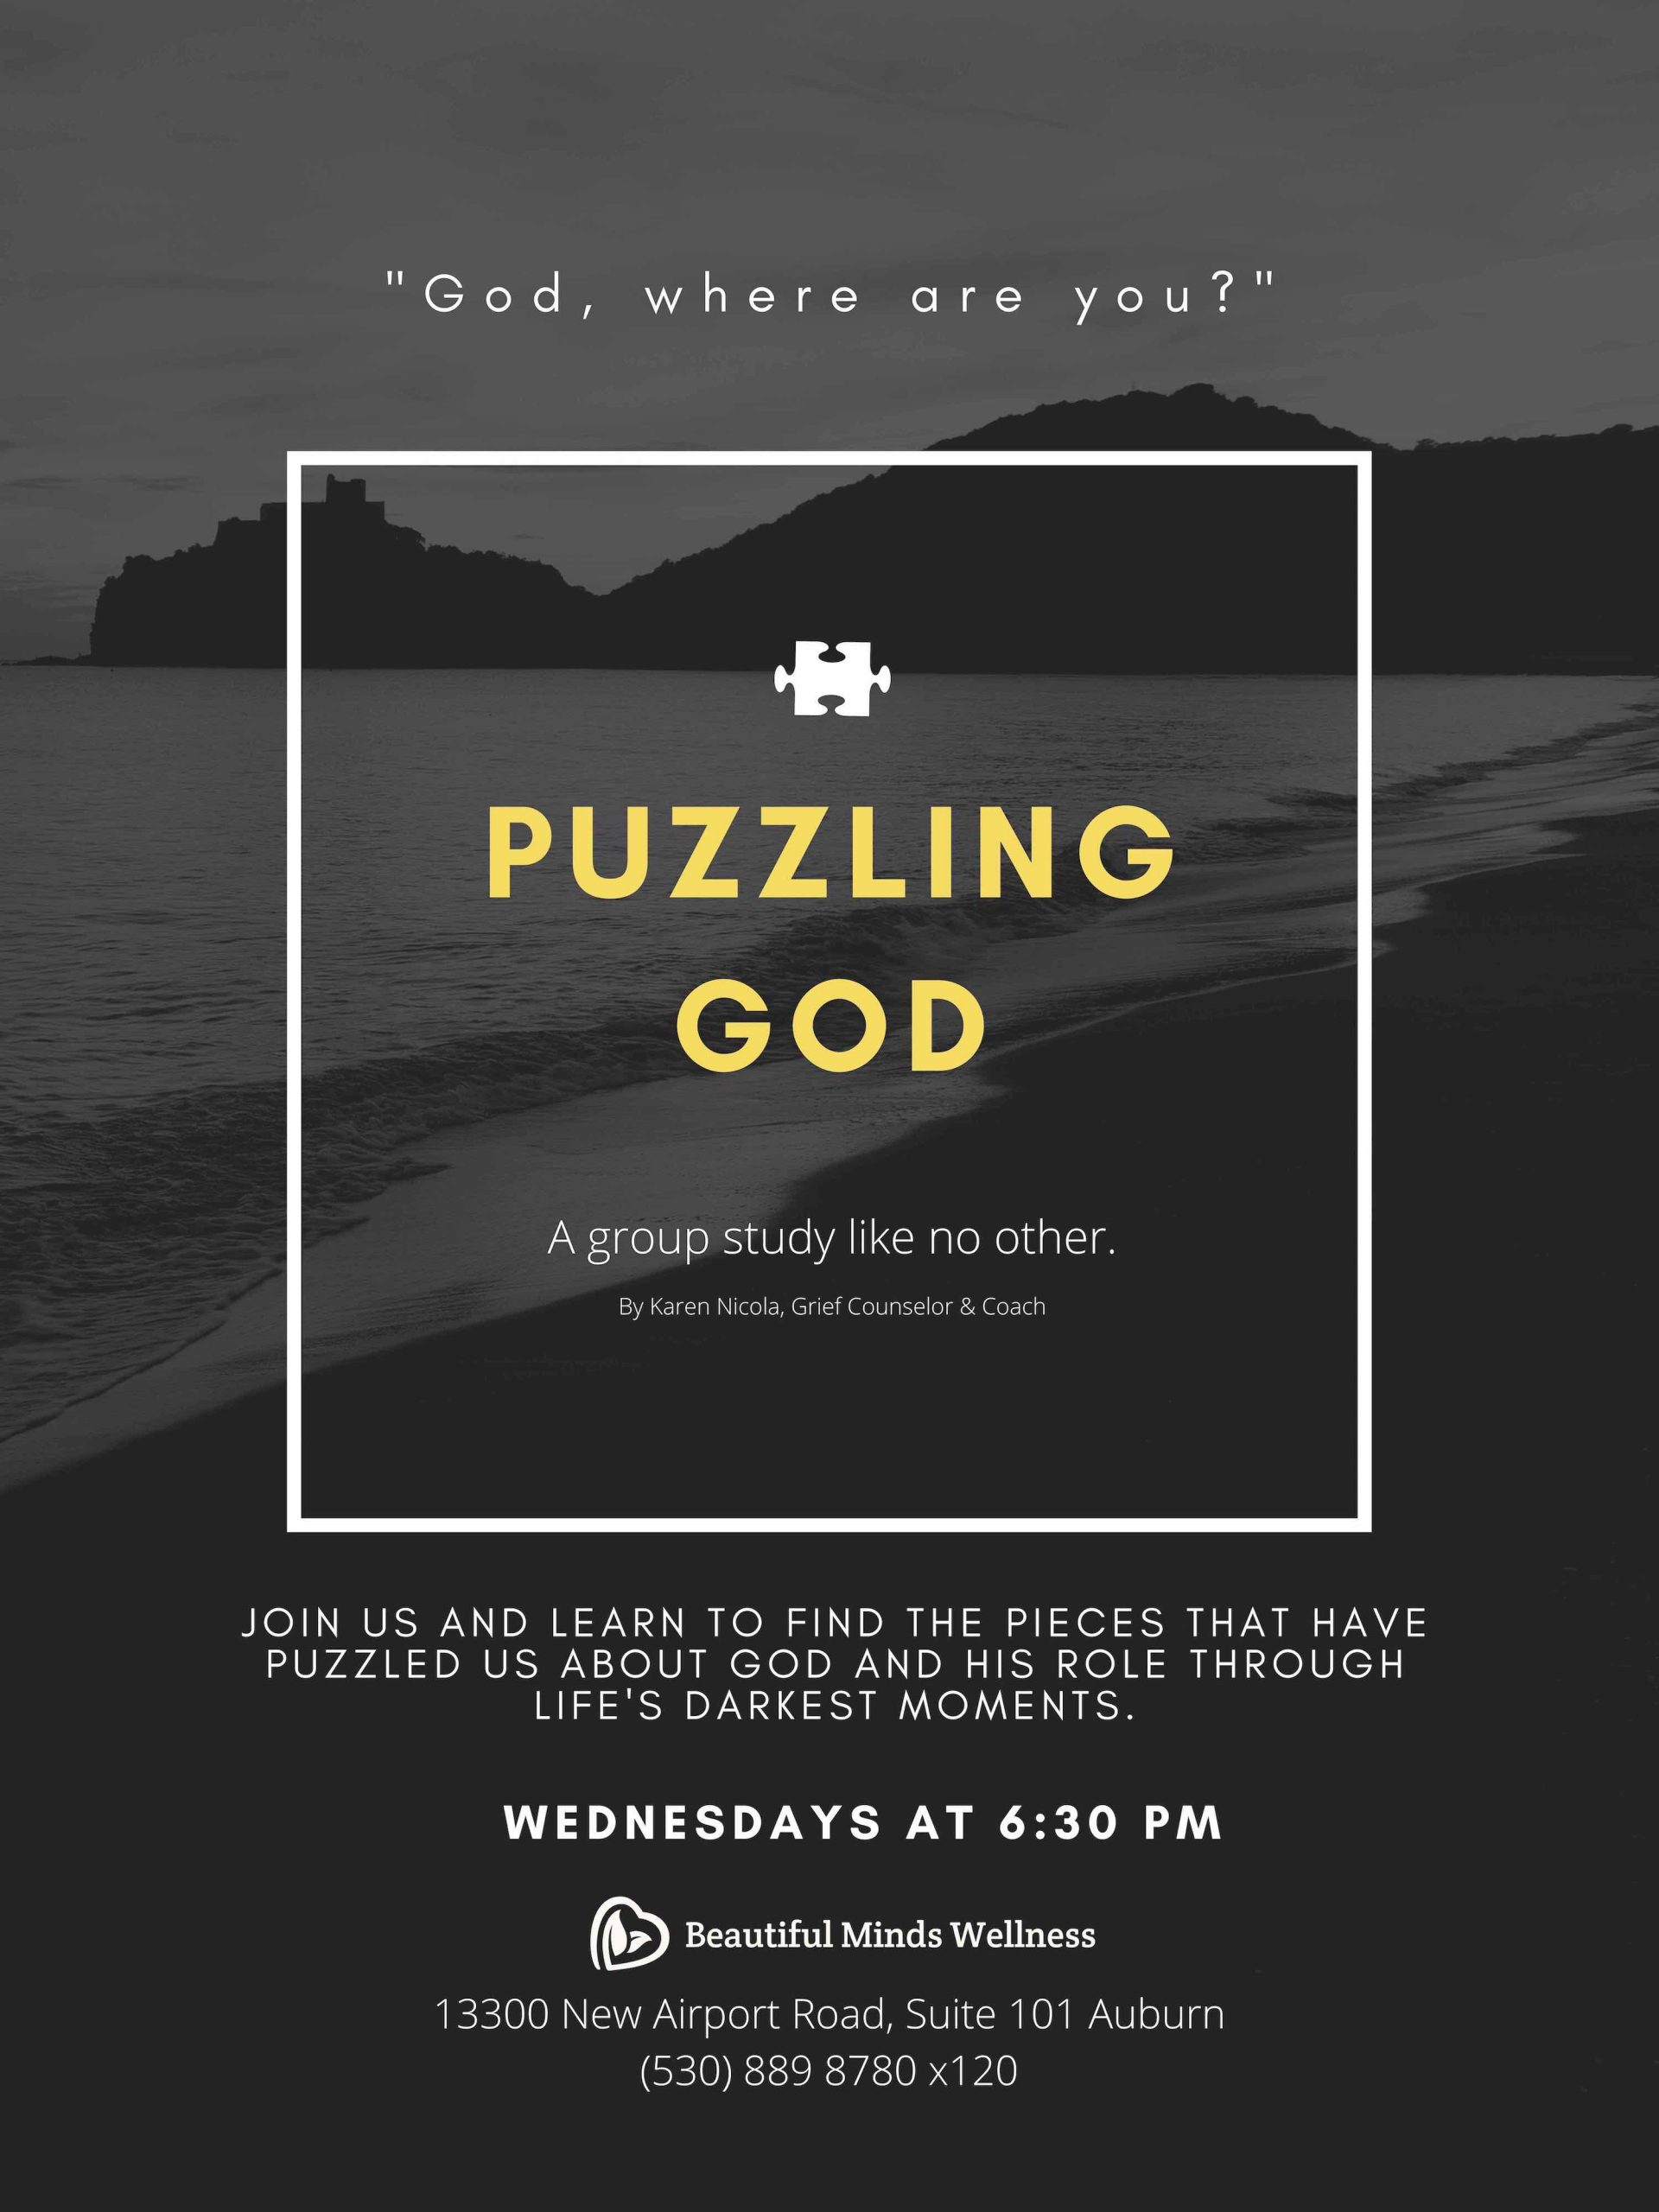 "God, where are you?"
PUZZLING
GOD
A group study like no other.
By Karen Nicola, Grief Counselor & Coach
JOIN US AND LEARN TO FIND THE PIECES THAT HAVE
PUZZLED US ABOUT GOD AND HIS ROLE THROUGH
LIFE'S DARKEST MOMENTS.
WEDNESDAYS AT 6:30 PM
Beautiful Minds Wellness
13300 New Airport Road, Suite 101 Auburn
(530) 889 8780 x120